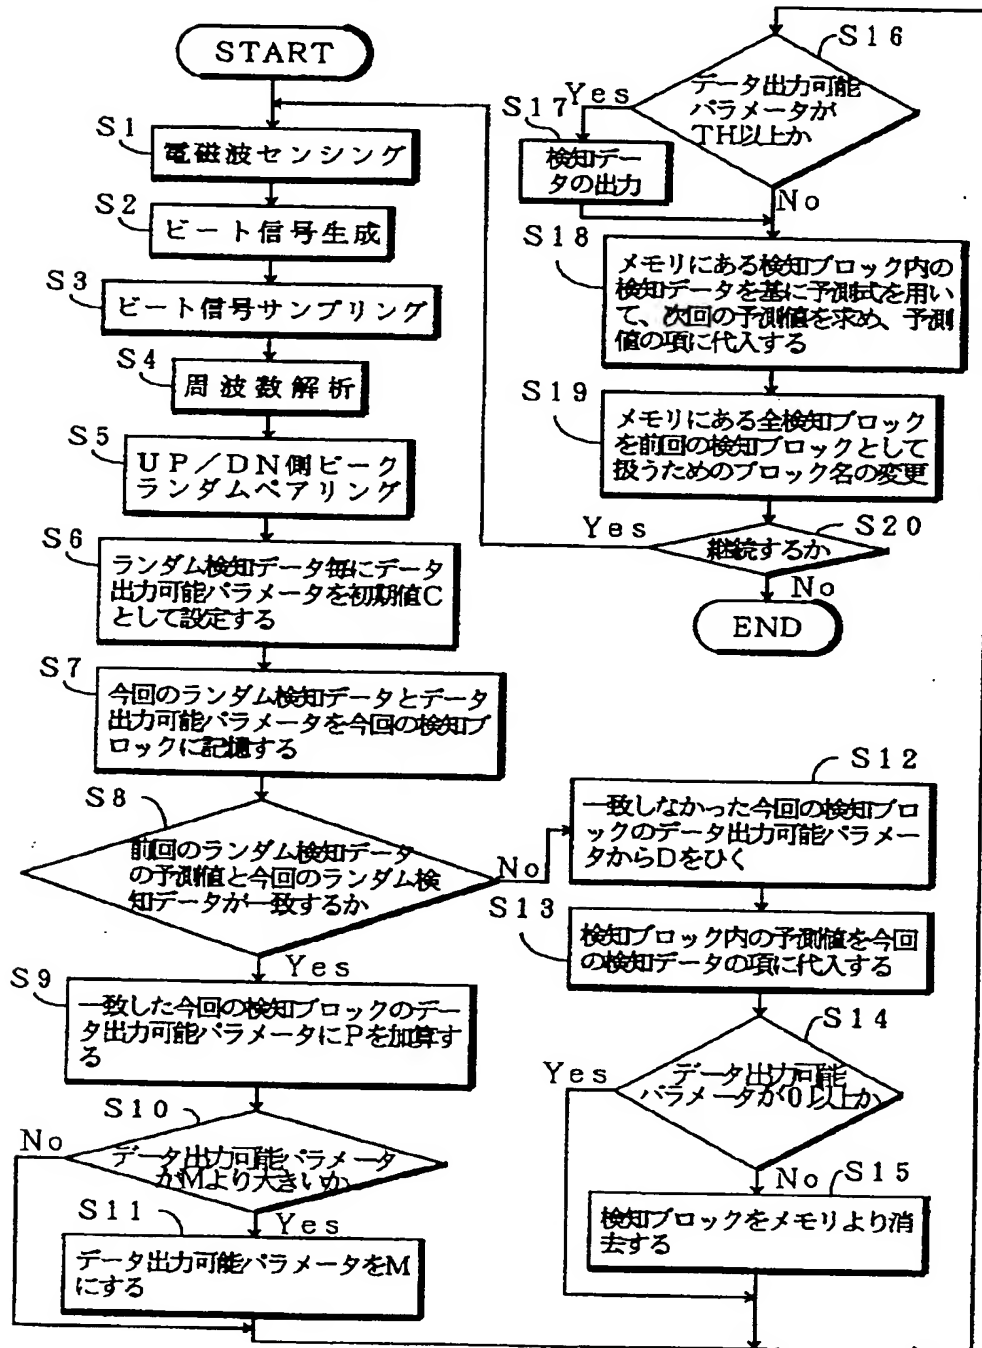 START
S1
電磁波センシング
S2
ビート信号生成
S3
ビート信号サンプリング
S4
周波数解析
S5
UP/DN側ピーク
ランダムペアリング
S6
ランダム検知データ毎にデータ
出力可能パラメータを初期値C
として設定する
S7
今回のランダム検知データとデータ
出力可能パラメータを今回の検知ブ
ロックに記憶する
S8
前回のランダム検知データ
の予測値と今回のランダム検
知データが一致するか
No
Yes
S9
一致した今回の検知ブロックのデー
タ出力可能パラメータにPを加算す
る
S10
No
データ出力可能パラメータ
がMより大きいか
S11
Yes
データ出力可能パラメータをM
にする
S12
一致しなかった今回の検知ブロッ
クのデータ出力可能パラメー
タからDをひく
S13
検知ブロック内の予測値を今回
の検知データの項に代入する
S14
Yes
データ出力可能
パラメータが0以上か
No
S15
検知ブロックをメモリより消
去する
S16
データ出力可能
パラメータが
TH以上か
Yes
S17
検知デー
タの出力
No
S18
メモリにある検知ブロック内の
検知データを基に予測式を用い
て、次回の予測値を求め、予測
値の項に代入する
S19
メモリにある全検知ブロック
を前回の検知ブロックとして
扱うためのブロック名の変更
Yes
S20
継続するか
No
END